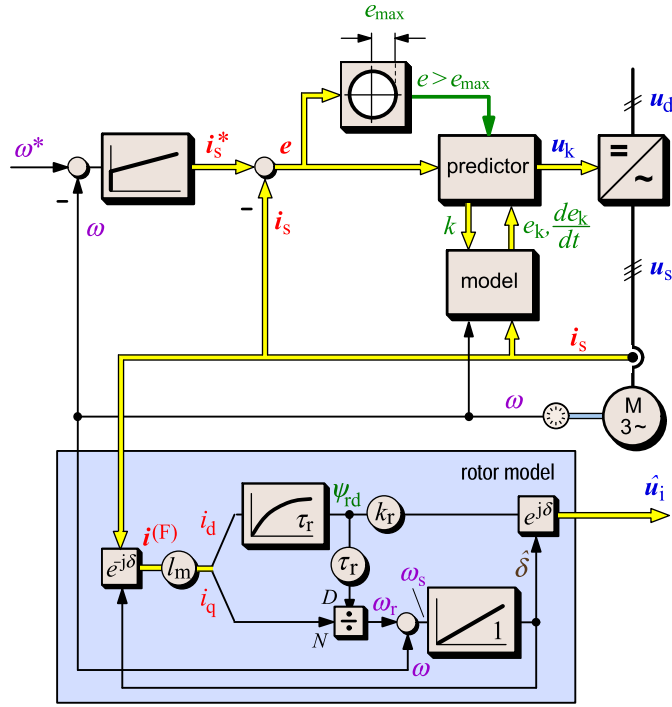 e_max
e > e_max
u_d
ω*
i_s*
e
predictor
u_k
=
~
−
−
ω
i_s
k
e_k, de_k/dt
model
u_s
i_s
ω
M
3~
rotor model
û_i
ψ_rd
i_d
τ_r
k_r
e^jδ
i^(F)
e^-jδ
l_m
τ_r
δ̂
i_q
D
ω_s
÷
ω_r
N
1
ω